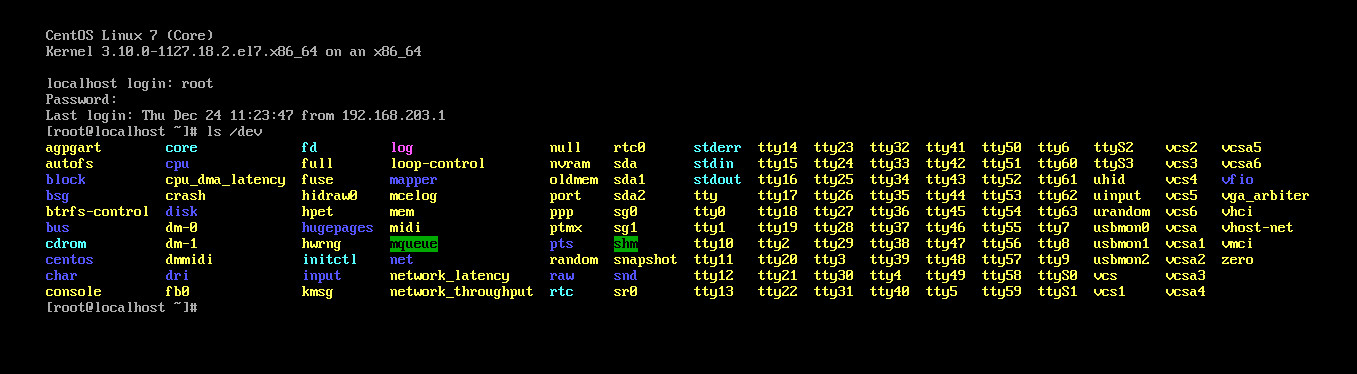 CentOS Linux 7 (Core)
Kernel 3.10.0-1127.18.2.el7.x86_64 on an x86_64
localhost login: root
Password:
Last login: Thu Dec 24 11:23:47 from 192.168.203.1
[root@localhost ~]# ls /dev
agpgart core fd log null rtc0 stderr tty14 tty23 tty32 tty41 tty50 tty6 ttyS2 vcs2 vcsa5
autofs cpu full loop-control nvram sda stdin tty15 tty24 tty33 tty42 tty51 tty60 ttyS3 vcs3 vcsa6
block cpu_dma_latency fuse mapper oldmem sda1 stdout tty16 tty25 tty34 tty43 tty52 tty61 uhid vcs4 vfio
bsg crash hidraw0 mcelog port sda2 tty tty17 tty26 tty35 tty44 tty53 tty62 uinput vcs5 vga_arbiter
btrfs-control disk hpet mem ppp sg0 tty0 tty18 tty27 tty36 tty45 tty54 tty63 urandom vcs6 vhci
bus dm-0 hugepages midi ptmx sg1 tty1 tty19 tty28 tty37 tty46 tty55 tty7 usbmon0 vcsa vhost-net
cdrom dm-1 hwrng mqueue pts shm tty10 tty2 tty29 tty38 tty47 tty56 tty8 usbmon1 vcsa1 vmci
centos dmmidi initctl net random snapshot tty11 tty20 tty3 tty39 tty48 tty57 tty9 usbmon2 vcsa2 zero
char dri input network_latency raw snd tty12 tty21 tty30 tty4 tty49 tty58 ttyS0 vcs vcsa3
console fb0 kmsg network_throughput rtc sr0 tty13 tty22 tty31 tty40 tty5 tty59 ttyS1 vcs1 vcsa4
[root@localhost ~]#